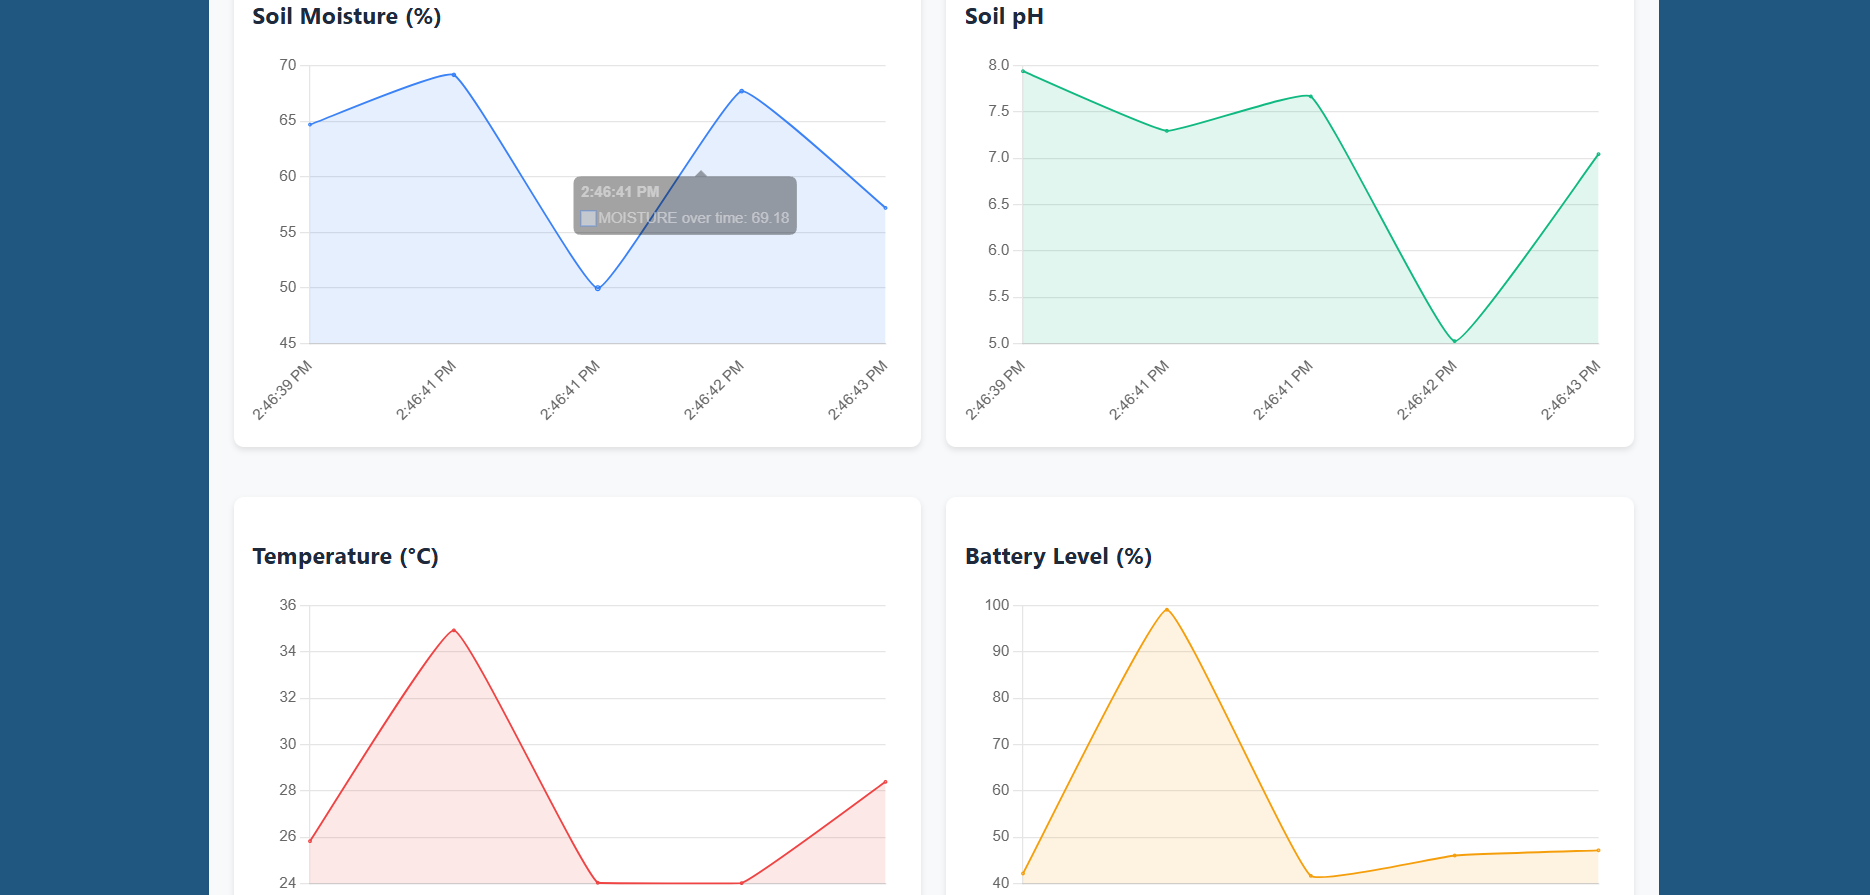 Soil Moisture (%)
70
65
60
55
50
45
2:46:41 PM
MOISTURE over time: 69.18
2:46:39 PM
2:46:41 PM
2:46:41 PM
2:46:42 PM
2:46:43 PM
Soil pH
8.0
7.5
7.0
6.5
6.0
5.5
5.0
2:46:39 PM
2:46:41 PM
2:46:41 PM
2:46:42 PM
2:46:43 PM
Temperature (°C)
36
34
32
30
28
26
24
Battery Level (%)
100
90
80
70
60
50
40